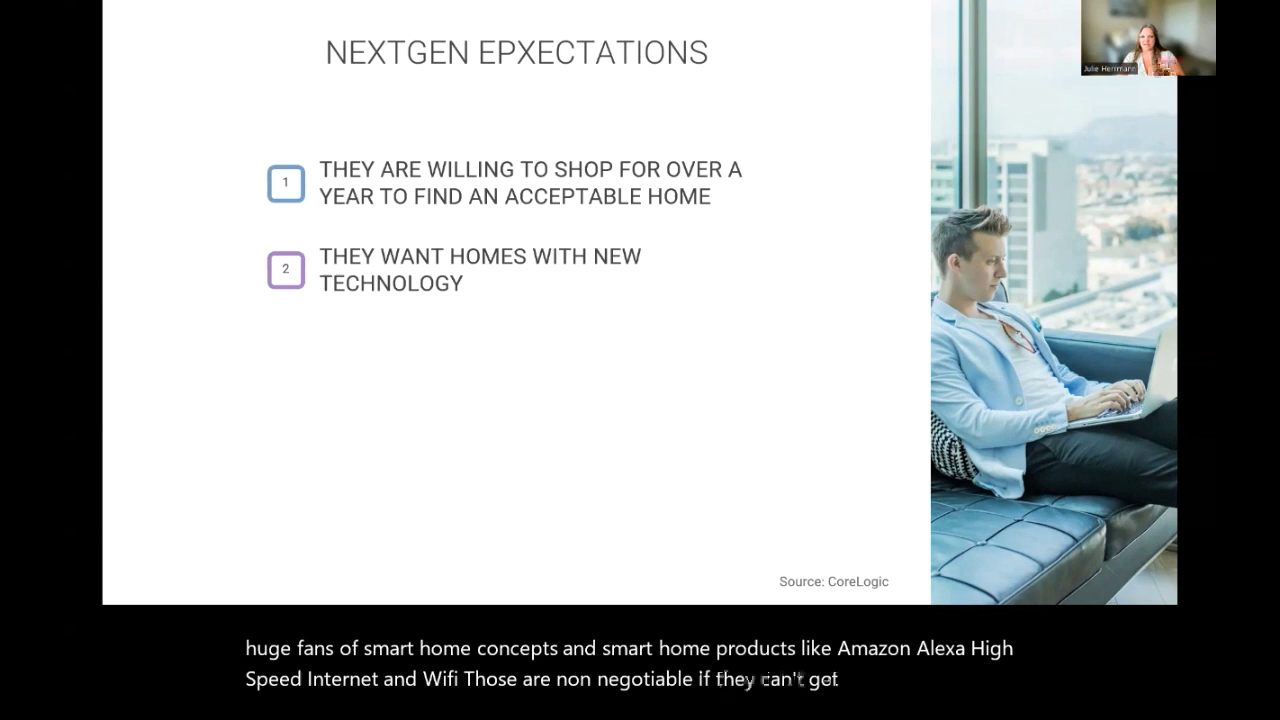 NEXTGEN EPXECTATIONS
Julie Herrmann
1
THEY ARE WILLING TO SHOP FOR OVER A
YEAR TO FIND AN ACCEPTABLE HOME
2
THEY WANT HOMES WITH NEW
TECHNOLOGY
Source: CoreLogic
huge fans of smart home concepts and smart home products like Amazon Alexa High
Speed Internet and Wifi Those are non negotiable if they can't get